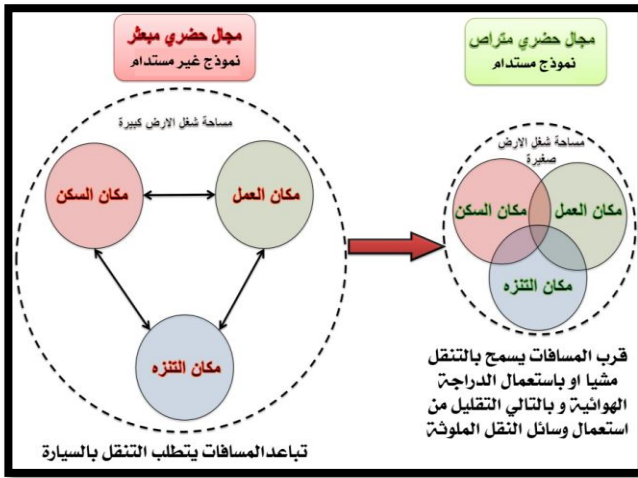 مجال حضري متراص
نموذج مستدام
مساحة شغل الارض
صغيرة
مكان العمل
مكان السكن
مكان التنزه
قرب المسافات يسمح بالتنقل
مشيا او باستعمال الدراجة
الهوائية و بالتالي التقليل من
استعمال وسائل النقل الملوثة
مجال حضري مبعثر
نموذج غير مستدام
مساحة شغل الارض كبيرة
مكان العمل
مكان السكن
مكان التنزه
تباعدالمسافات يتطلب التنقل بالسيارة